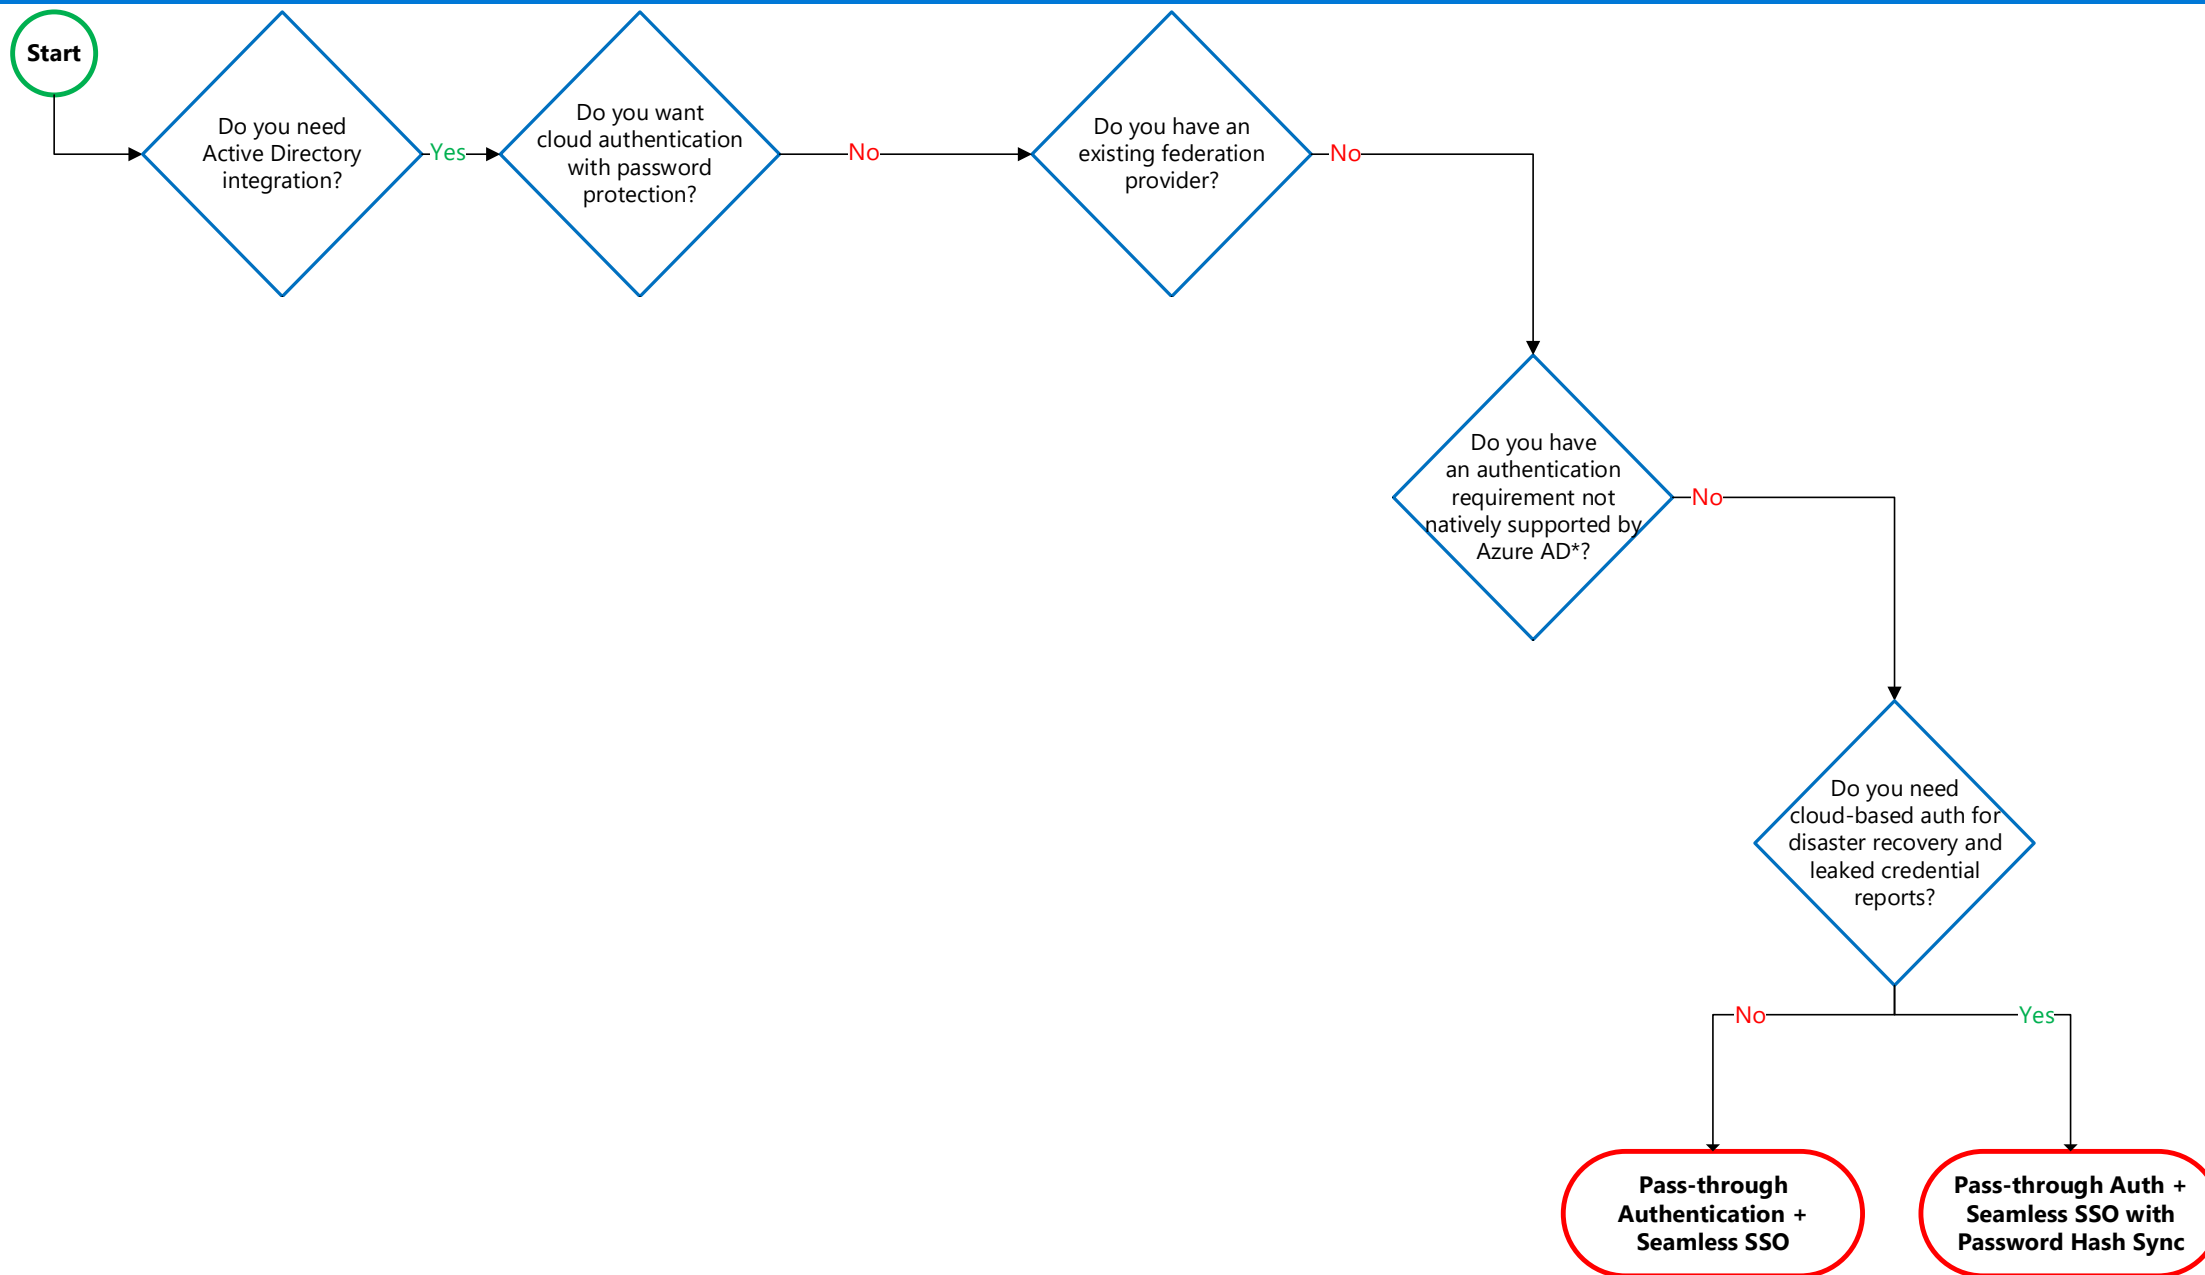 Start
Do you need
Active Directory
integration?
Yes
Do you want
cloud authentication
with password
protection?
No
Do you have an
existing federation
provider?
No
Do you have
an authentication
requirement not
natively supported by
Azure AD*?
No
Do you need
cloud-based auth for
disaster recovery and
leaked credential
reports?
No
Yes
Pass-through
Authentication +
Seamless SSO
Pass-through Auth +
Seamless SSO with
Password Hash Sync